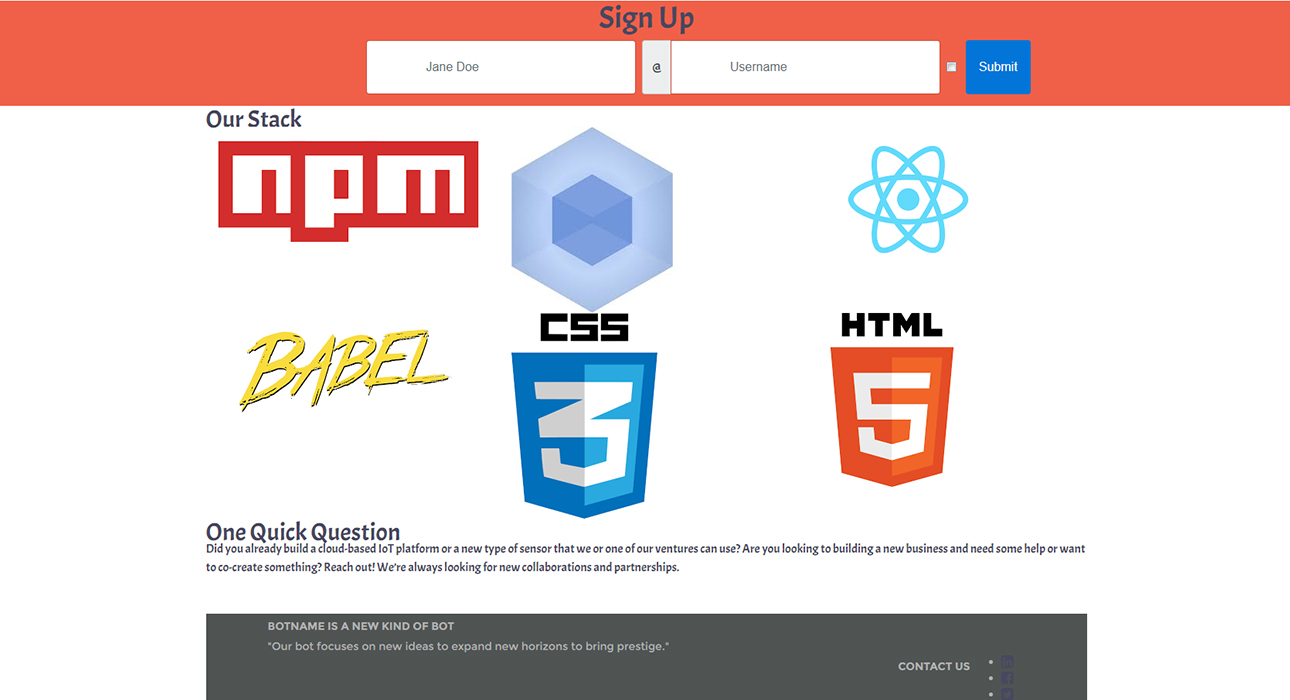 Sign Up
Jane Doe @ Username Submit
Our Stack
npm
BABEL
CSS
HTML
3
5
One Quick Question
Did you already build a cloud-based IoT platform or a new type of sensor that we or one of our ventures can use? Are you looking to building a new business and need some help or want
to co-create something? Reach out! We're always looking for new collaborations and partnerships.
BOTNAME IS A NEW KIND OF BOT
"Our bot focuses on new ideas to expand new horizons to bring prestige."
CONTACT US